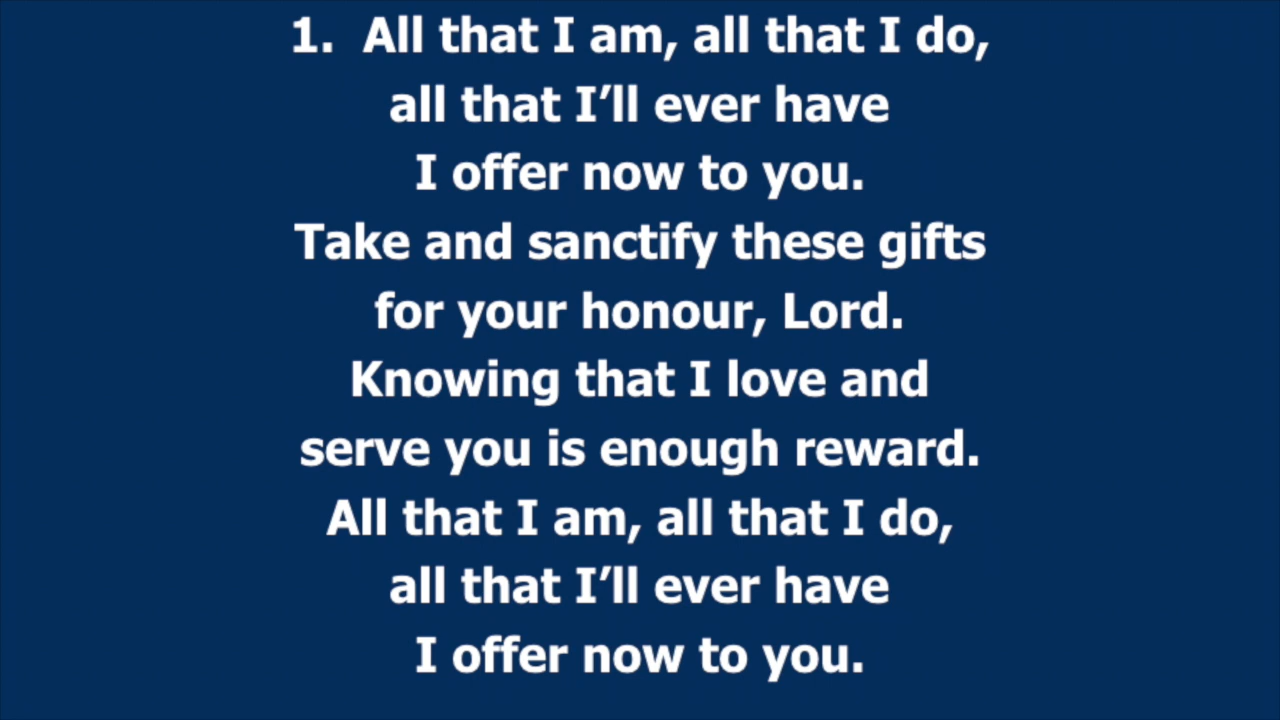 1. All that I am, all that I do,
all that I’ll ever have
I offer now to you.
Take and sanctify these gifts
for your honour, Lord.
Knowing that I love and
serve you is enough reward.
All that I am, all that I do,
all that I’ll ever have
I offer now to you.